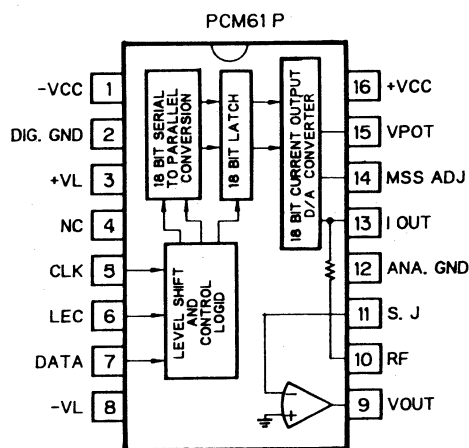 PCM61 P
-VCC 1
DIG. GND 2
+VL 3
NC 4
CLK 5
LEC 6
DATA 7
-VL 8
18 BIT SERIAL
TO PARALLEL
CONVERSION
18 BIT LATCH
18 BIT CURRENT OUTPUT
D/A CONVERTER
LEVEL SHIFT
AND
CONTROL
LOGID
16 +VCC
15 VPOT
14 MSS ADJ
13 I OUT
12 ANA. GND
11 S. J
10 RF
9 VOUT
- 
+